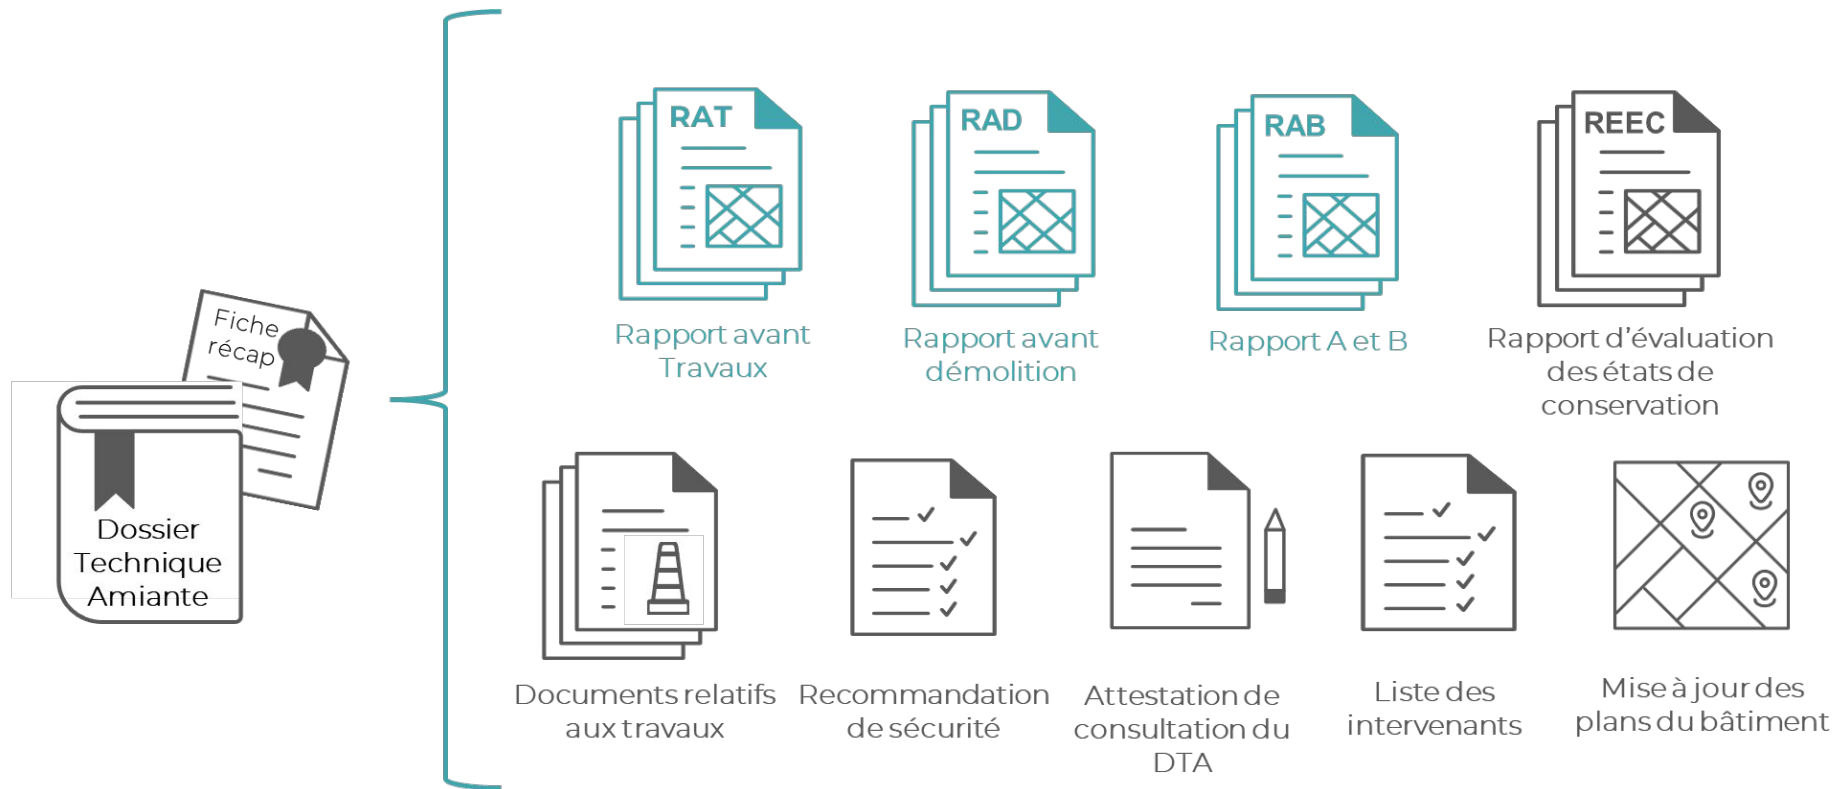 Fiche
récap
Dossier
Technique
Amiante
RAT
Rapport avant
Travaux
RAD
Rapport avant
démolition
RAB
Rapport A et B
REEC
Rapport d’évaluation
des états de
conservation
Documents relatifs
aux travaux
Recommandation
de sécurité
Attestation de
consultation du
DTA
Liste des
intervenants
Mise à jour des
plans du bâtiment